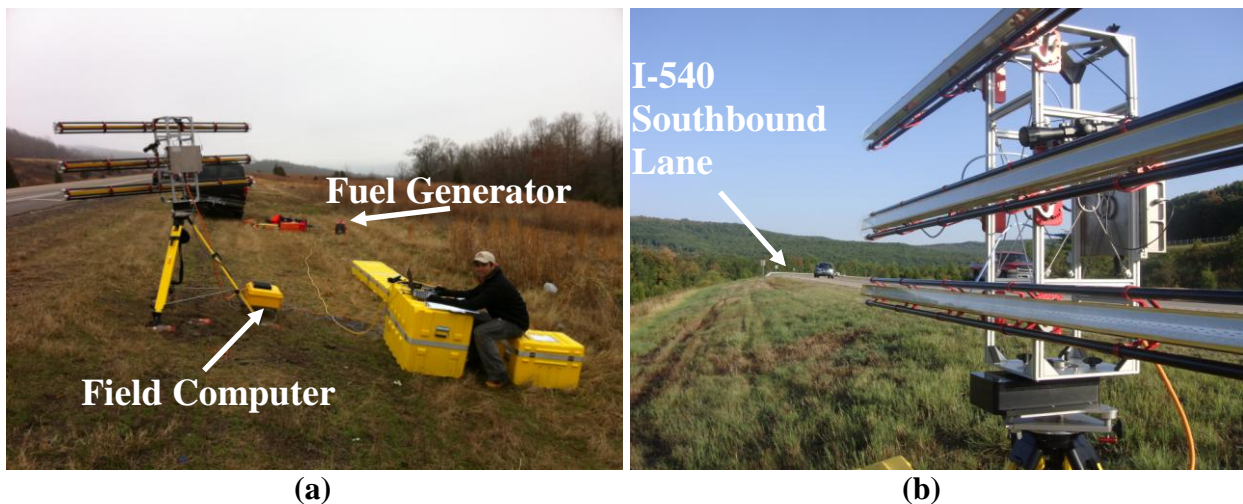 Fuel Generator
Field Computer
I-540
Southbound
Lane
(a)
(b)